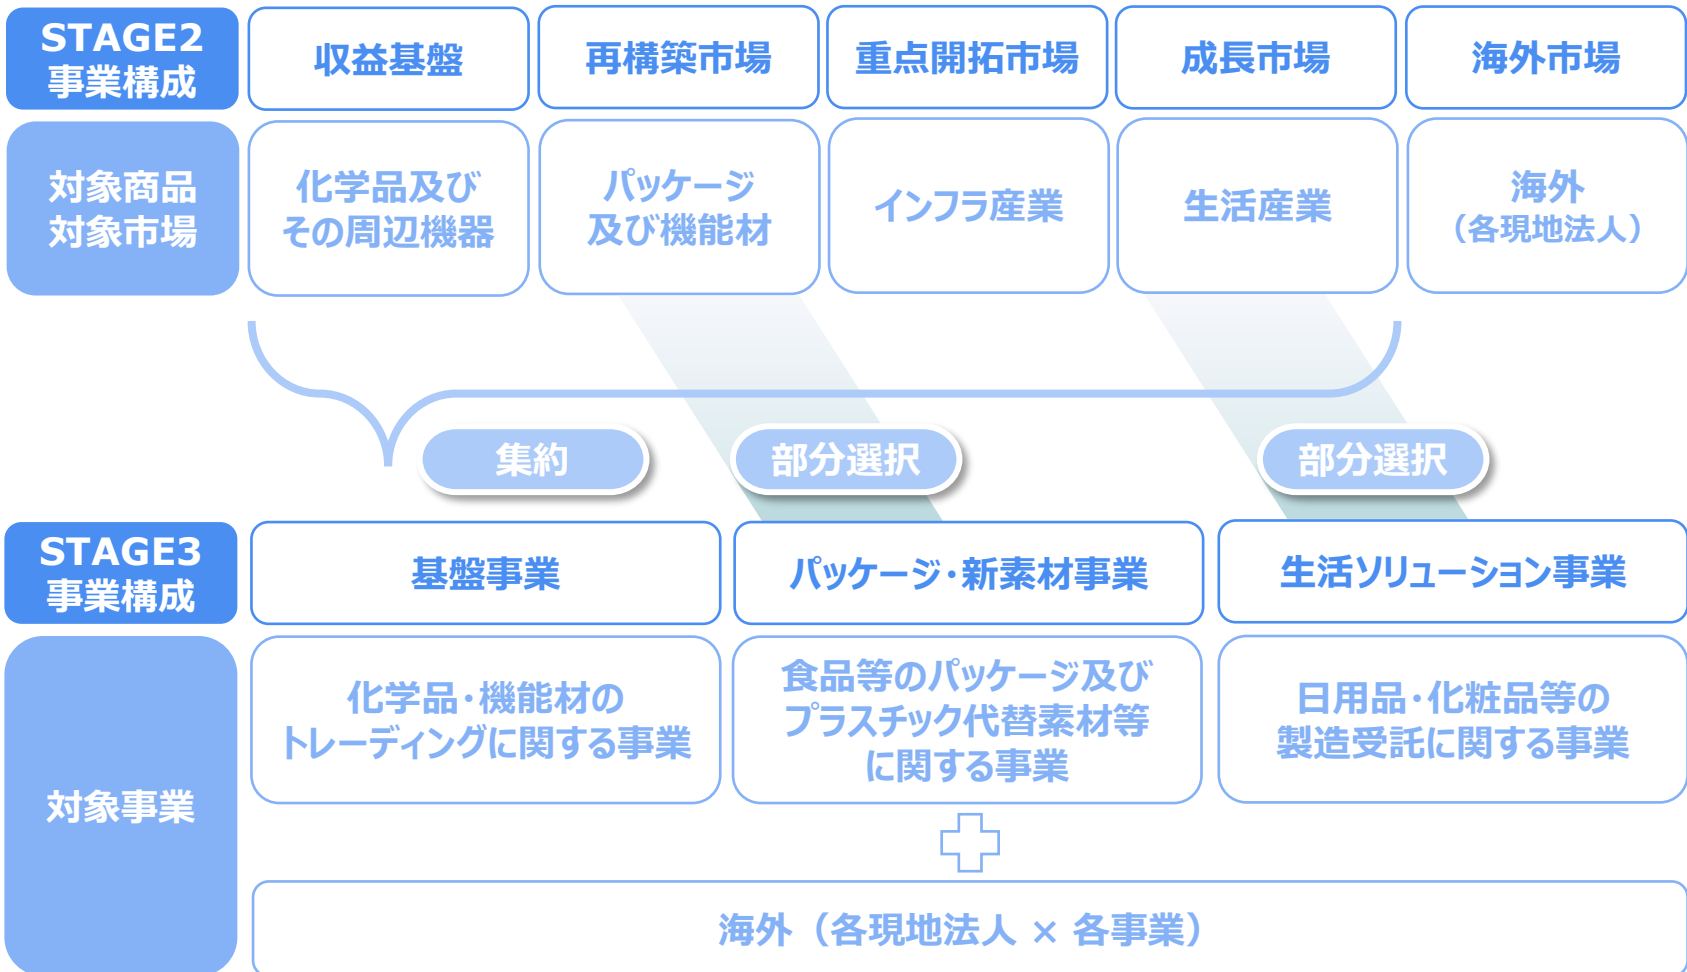 STAGE2
事業構成
収益基盤
再構築市場
重点開拓市場
成長市場
海外市場
対象商品
対象市場
化学品及び
その周辺機器
パッケージ
及び機能材
インフラ産業
生活産業
海外
（各現地法人）
集約
部分選択
部分選択
STAGE3
事業構成
基盤事業
パッケージ・新素材事業
生活ソリューション事業
対象事業
化学品・機能材の
トレーディングに関する事業
食品等のパッケージ及び
プラスチック代替素材等
に関する事業
日用品・化粧品等の
製造受託に関する事業
海外（各現地法人 × 各事業）